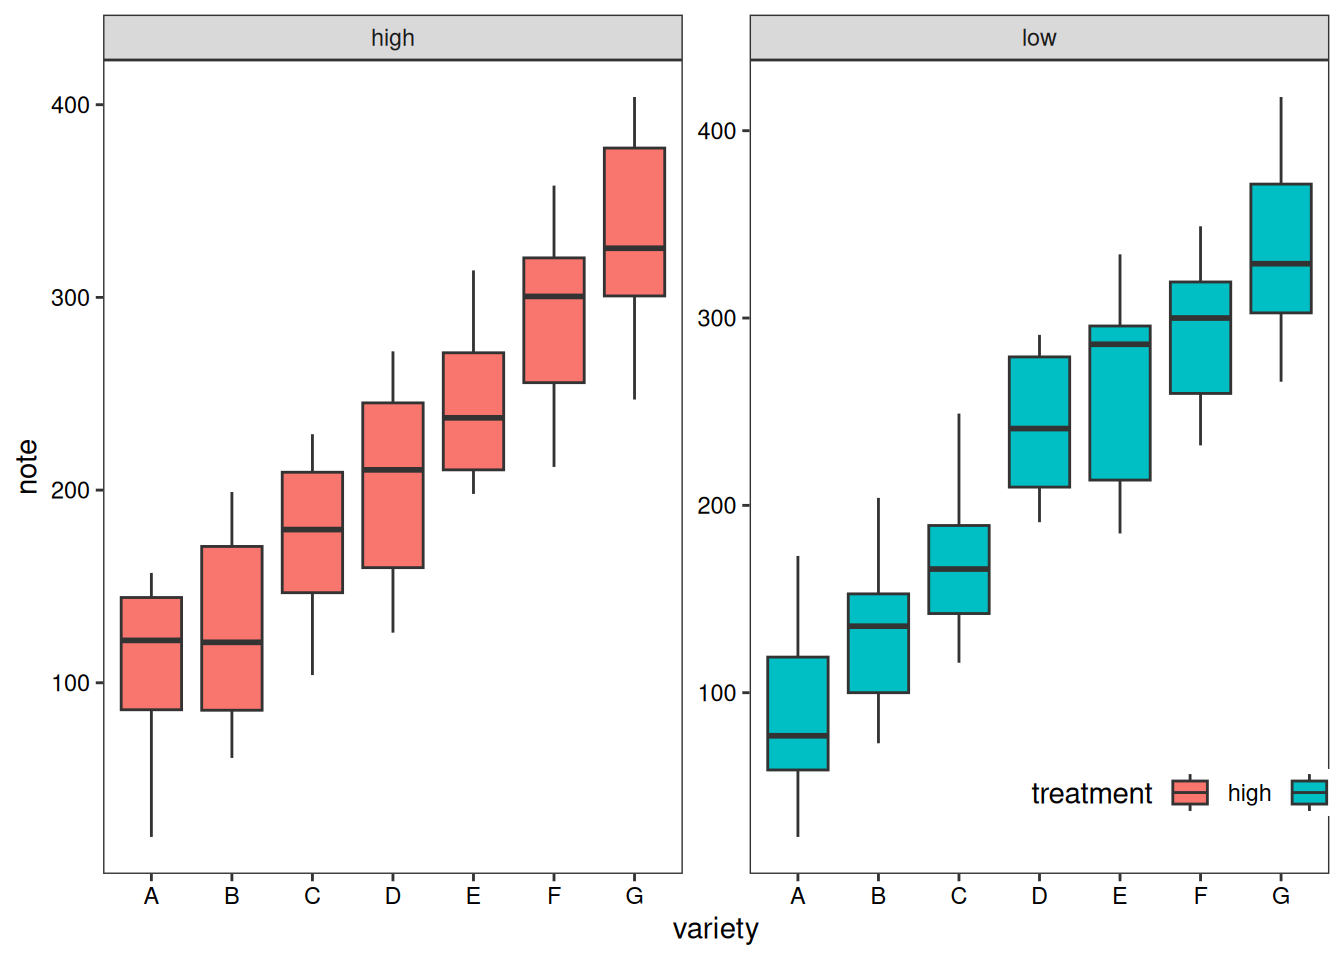 high
low
note
400
300
200
100
400
300
200
100
treatment high
A B C D E F G
A B C D E F G
variety